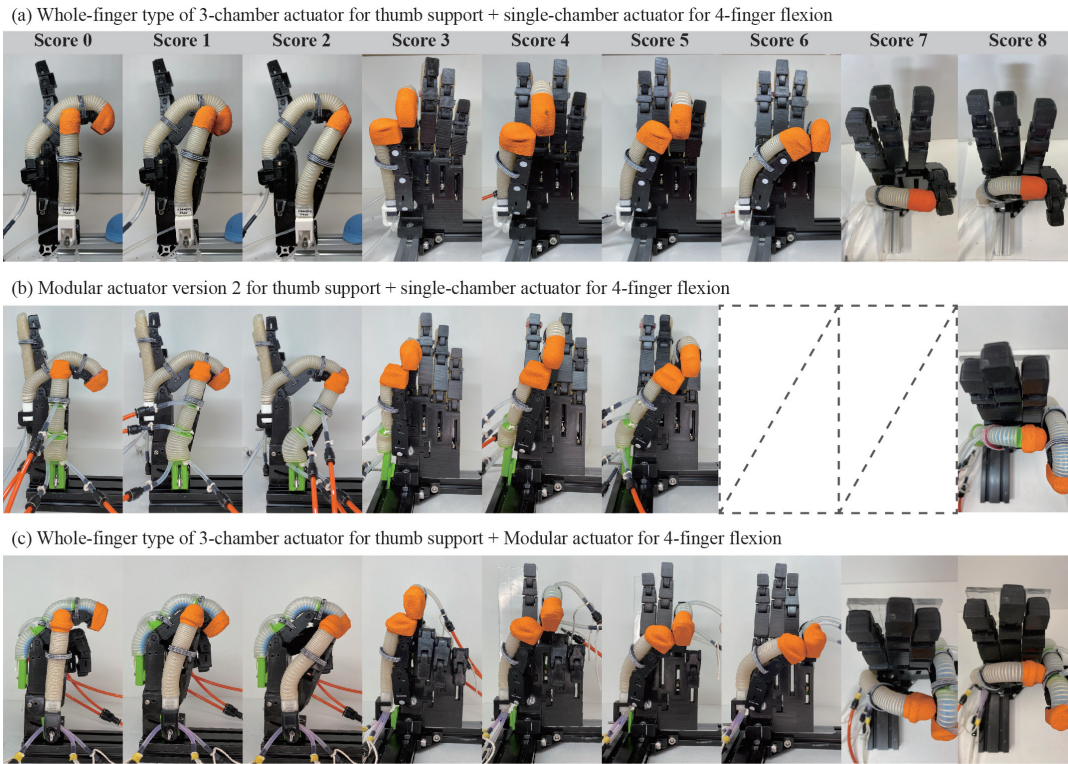 (a) Whole-finger type of 3-chamber actuator for thumb support + single-chamber actuator for 4-finger flexion
Score 0 Score 1 Score 2 Score 3 Score 4 Score 5 Score 6 Score 7 Score 8
(b) Modular actuator version 2 for thumb support + single-chamber actuator for 4-finger flexion
(c) Whole-finger type of 3-chamber actuator for thumb support + Modular actuator for 4-finger flexion